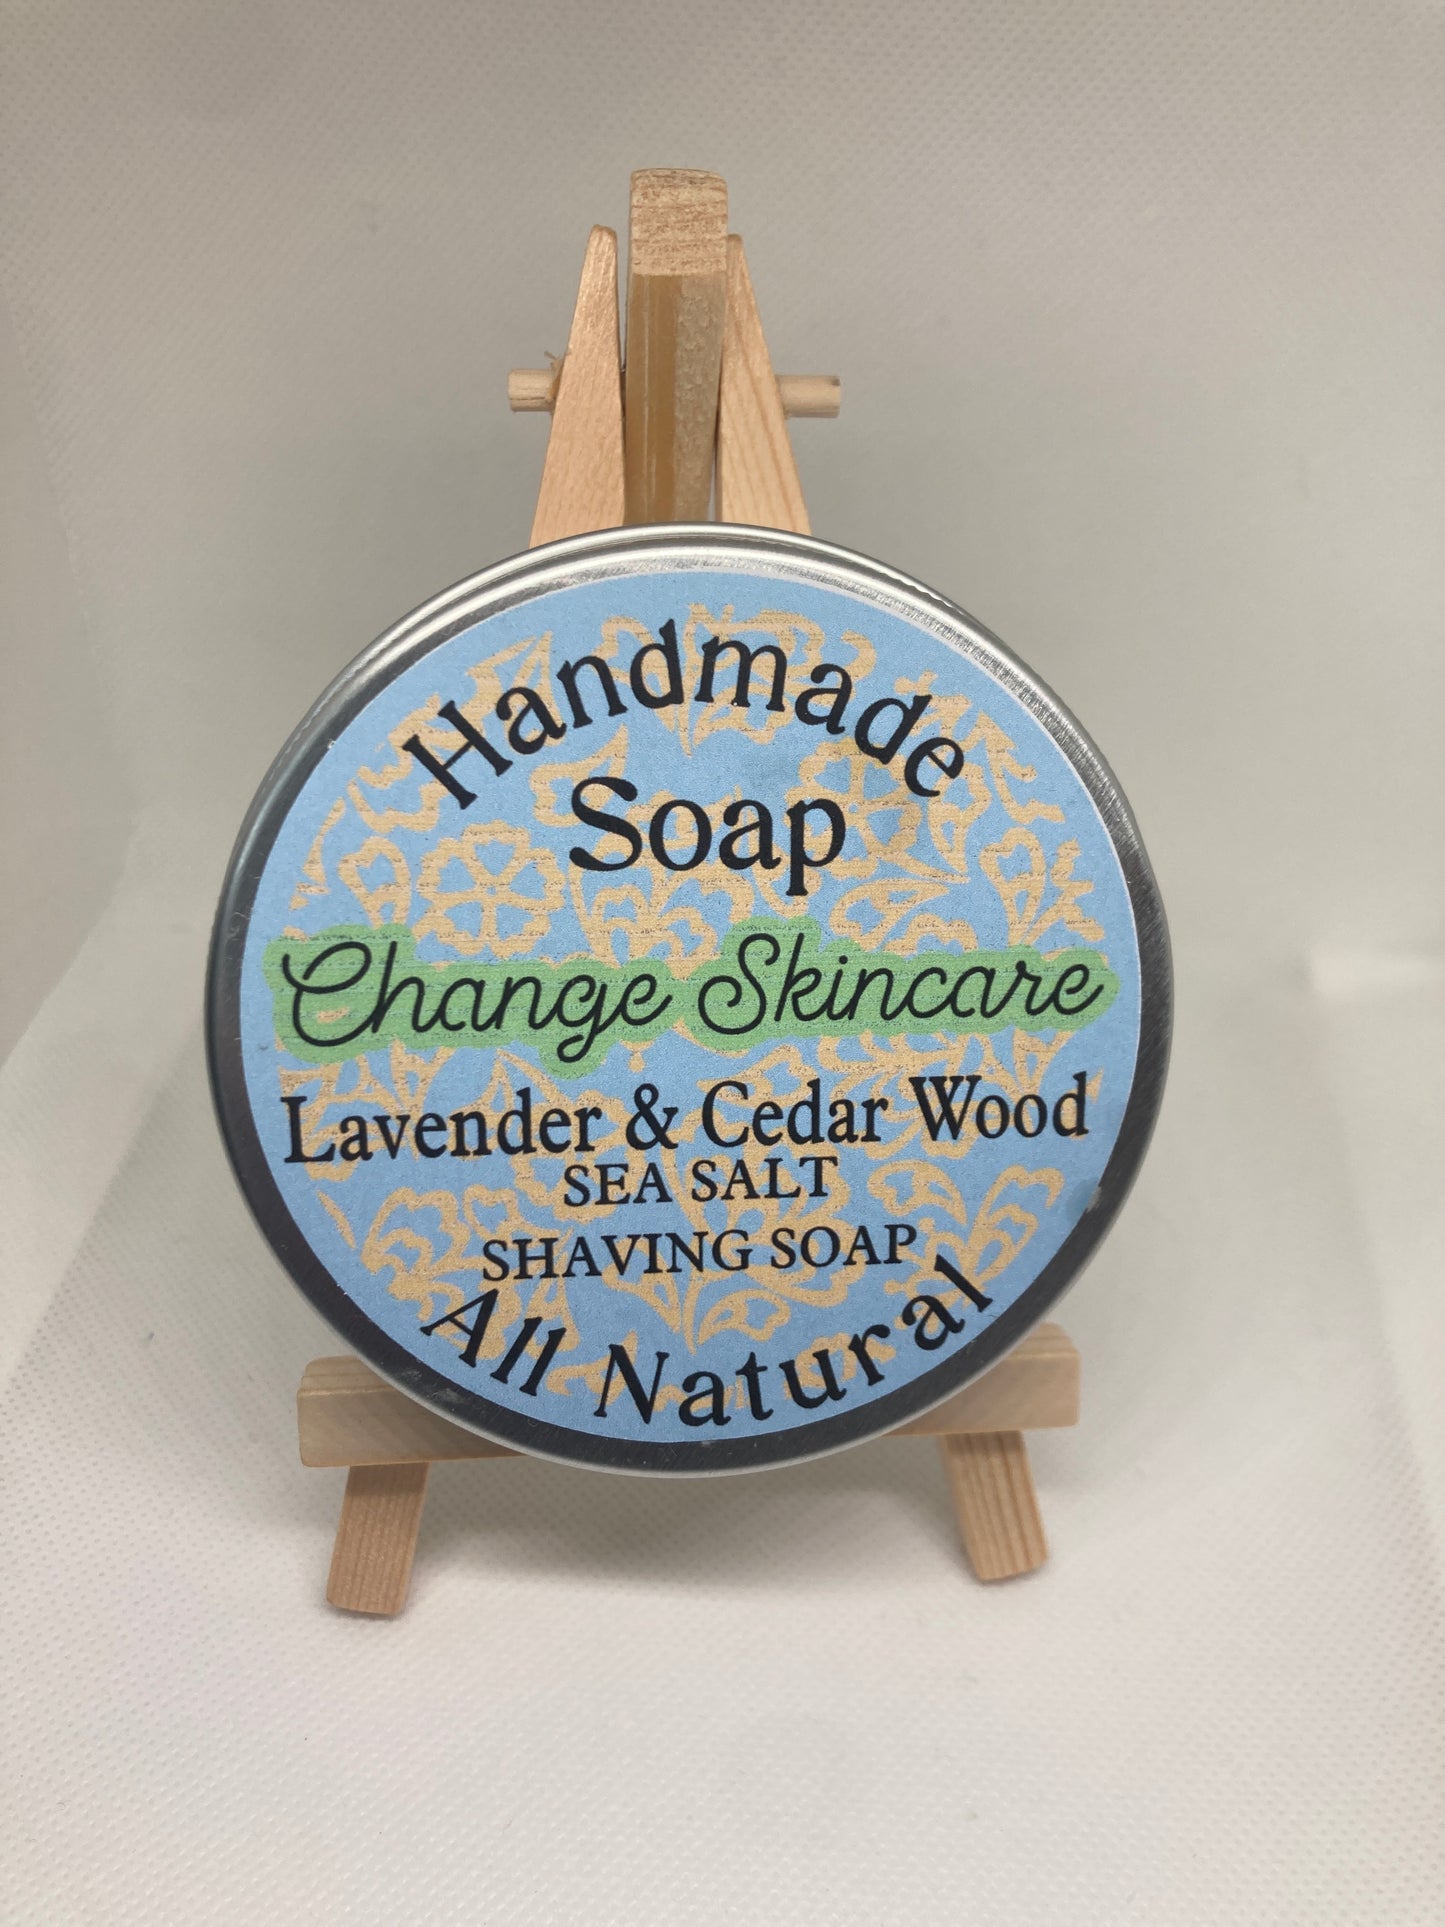 Handmade
Soap
Change Skincare
Lavender & Cedar Wood
SEA SALT
SHAVING SOAP
All Natural